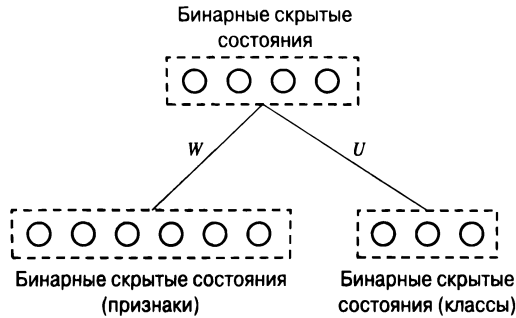 Бинарные скрытые
состояния
W
U
Бинарные скрытые состояния
(признаки)
Бинарные скрытые
состояния (классы)